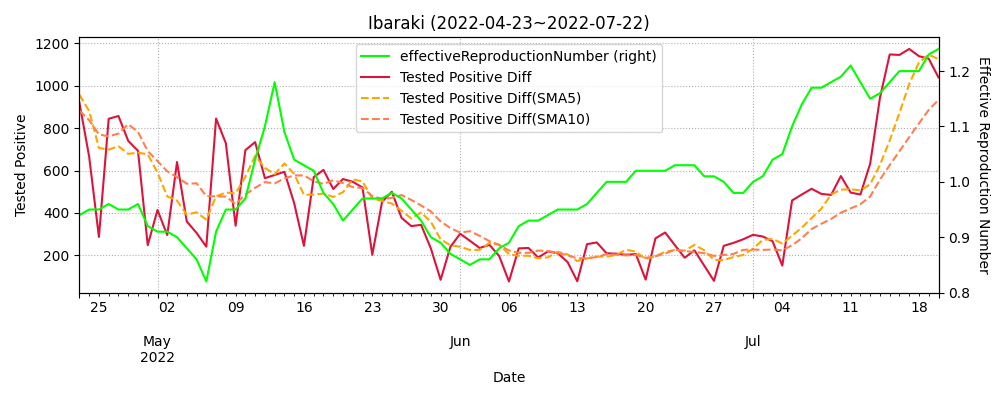 Ibaraki (2022-04-23~2022-07-22)
effectiveReproductionNumber (right)
Tested Positive Diff
Tested Positive Diff(SMA5)
Tested Positive Diff(SMA10)
Tested Positive
1200
1000
800
600
400
200
Effective Reproduction Number
1.2
1.1
1.0
0.9
0.8
25 02 09 16 23 30 06 13 20 27 04 11 18
May Jun Jul
2022
Date